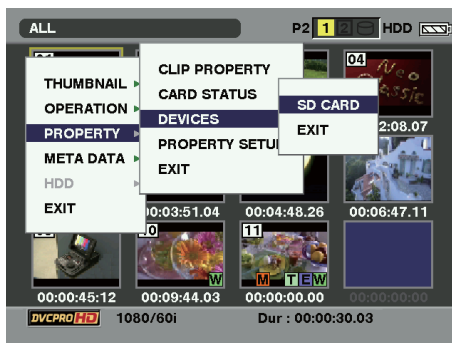 ALL P2 1 2 HDD
04
Neo
THUMBNAIL
OPERATION
PROPERTY
META DATA
HDD
EXIT
CLIP PROPERTY
CARD STATUS
DEVICES
PROPERTY SETU
EXIT
SD CARD
EXIT
2:08.07
0:03:51.04 00:04:48.26 00:06:47.11
10 11
W M T E W
00:00:45:12 00:09:44.03 00:00:00.00 00:00:00.00
DVCPRO HD 1080/60i Dur : 00:00:30.03